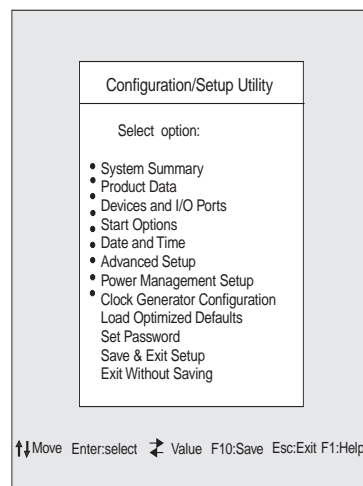 Configuration/Setup Utility
Select option:
• System Summary
• Product Data
• Devices and I/O Ports
• Start Options
• Date and Time
• Advanced Setup
• Power Management Setup
• Clock Generator Configuration
Load Optimized Defaults
Set Password
Save & Exit Setup
Exit Without Saving
↑↓Move Enter:select ⇄ Value F10:Save Esc:Exit F1:Help